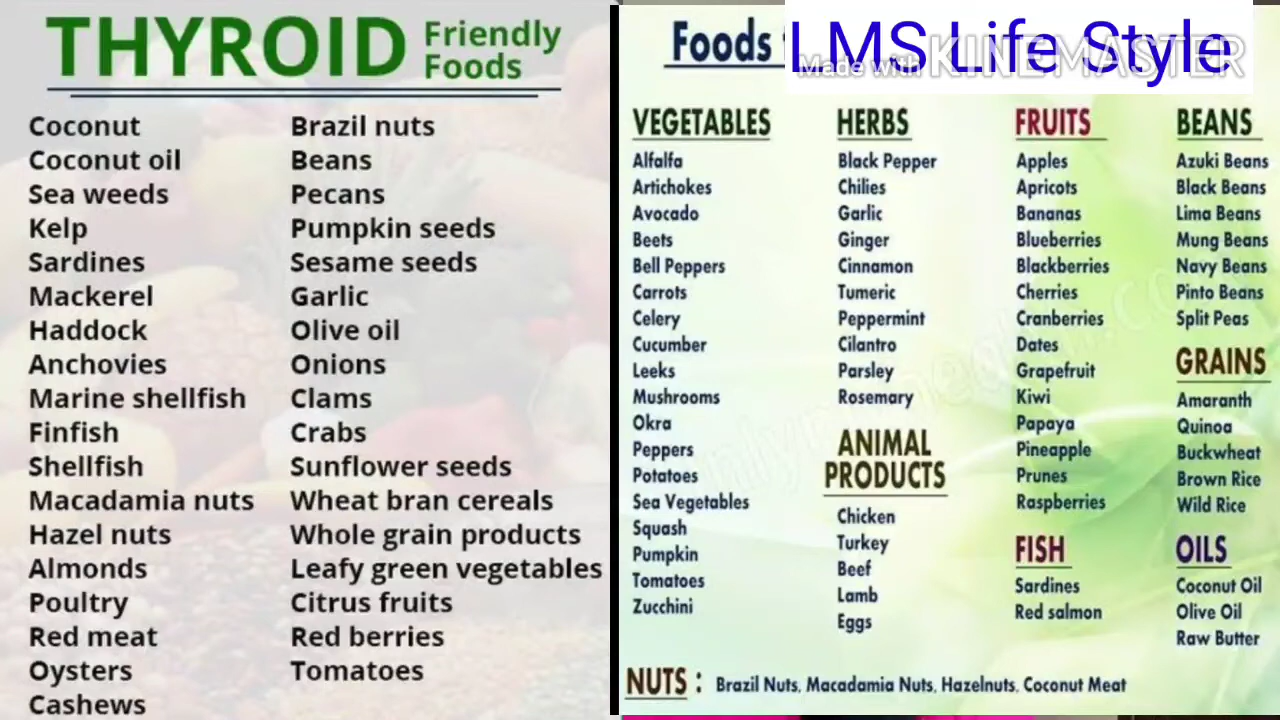 THYROID Friendly Foods
Coconut
Coconut oil
Sea weeds
Kelp
Sardines
Mackerel
Haddock
Anchovies
Marine shellfish
Finfish
Shellfish
Macadamia nuts
Hazel nuts
Almonds
Poultry
Red meat
Oysters
Cashews
Brazil nuts
Beans
Pecans
Pumpkin seeds
Sesame seeds
Garlic
Olive oil
Onions
Clams
Crabs
Sunflower seeds
Wheat bran cereals
Whole grain products
Leafy green vegetables
Citrus fruits
Red berries
Tomatoes
Foods
LMS Life Style
Made with KINEMASTER
VEGETABLES
Alfalfa
Artichokes
Avocado
Beets
Bell Peppers
Carrots
Celery
Cucumber
Leeks
Mushrooms
Okra
Peppers
Potatoes
Sea Vegetables
Squash
Pumpkin
Tomatoes
Zucchini
HERBS
Black Pepper
Chilies
Garlic
Ginger
Cinnamon
Tumeric
Peppermint
Cilantro
Parsley
Rosemary
ANIMAL
PRODUCTS
Chicken
Turkey
Beef
Lamb
Eggs
FRUITS
Apples
Apricots
Bananas
Blueberries
Blackberries
Cherries
Cranberries
Dates
Grapefruit
Kiwi
Papaya
Pineapple
Prunes
Raspberries
FISH
Sardines
Red salmon
BEANS
Azuki Beans
Black Beans
Lima Beans
Mung Beans
Navy Beans
Pinto Beans
Split Peas
GRAINS
Amaranth
Quinoa
Buckwheat
Brown Rice
Wild Rice
OILS
Coconut Oil
Olive Oil
Raw Butter
NUTS : Brazil Nuts, Macadamia Nuts, Hazelnuts, Coconut Meat